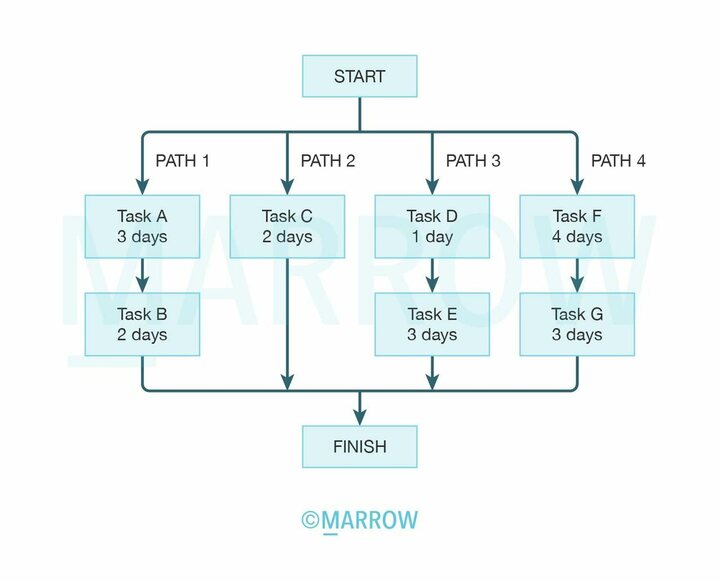 START
PATH 1
PATH 2
PATH 3
PATH 4
Task A
3 days
Task C
2 days
Task D
1 day
Task F
4 days
Task B
2 days
Task E
3 days
Task G
3 days
FINISH
MARROW
©MARROW